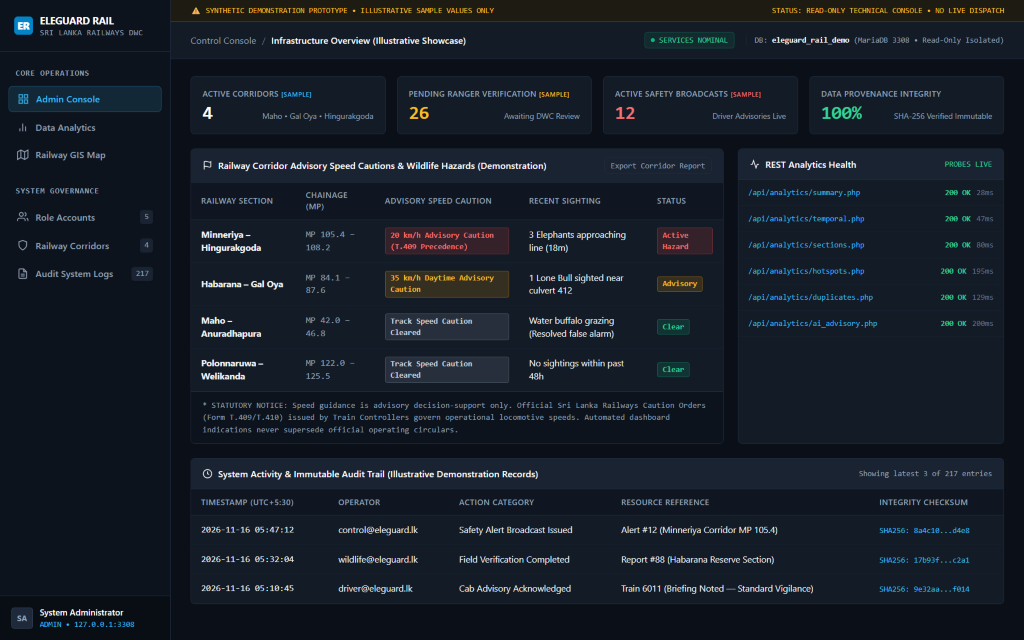 ⚠ SYNTHETIC DEMONSTRATION PROTOTYPE • ILLUSTRATIVE SAMPLE VALUES ONLY
STATUS: READ-ONLY TECHNICAL CONSOLE • NO LIVE DISPATCH
ER
ELEGUARD RAIL
SRI LANKA RAILWAYS DWC
CORE OPERATIONS
Admin Console
Data Analytics
Railway GIS Map
SYSTEM GOVERNANCE
Role Accounts 5
Railway Corridors 4
Audit System Logs 217
SA
System Administrator
ADMIN • 127.0.0.1:3308
Control Console / Infrastructure Overview (Illustrative Showcase)
● SERVICES NOMINAL
DB: eleguard_rail_demo (MariaDB 3308 • Read-Only Isolated)
ACTIVE CORRIDORS [SAMPLE]
4
Maho • Gal Oya • Hingurakgoda
PENDING RANGER VERIFICATION [SAMPLE]
26
Awaiting DWC Review
ACTIVE SAFETY BROADCASTS [SAMPLE]
12
Driver Advisories Live
DATA PROVENANCE INTEGRITY
100%
SHA-256 Verified Immutable
Railway Corridor Advisory Speed Cautions & Wildlife Hazards (Demonstration)
Export Corridor Report
RAILWAY SECTION
CHAINAGE
(MP)
ADVISORY SPEED CAUTION
RECENT SIGHTING
STATUS
Minneriya –
Hingurakgoda
MP 105.4 –
108.2
20 km/h Advisory Caution
(T.409 Precedence)
3 Elephants approaching
line (18m)
Active
Hazard
Habarana – Gal Oya
MP 84.1 –
87.6
35 km/h Daytime Advisory
Caution
1 Lone Bull sighted near
culvert 412
Advisory
Maho –
Anuradhapura
MP 42.0 –
46.8
Track Speed Caution
Cleared
Water buffalo grazing
(Resolved false alarm)
Clear
Polonnaruwa –
Welikanda
MP 122.0 –
125.5
Track Speed Caution
Cleared
No sightings within past
48h
Clear
* STATUTORY NOTICE: Speed guidance is advisory decision-support only. Official Sri Lanka Railways Caution Orders
(Form T.409/T.410) issued by Train Controllers govern operational locomotive speeds. Automated dashboard
indications never supersede official operating circulars.
REST Analytics Health
PROBES LIVE
/api/analytics/summary.php 200 OK 28ms
/api/analytics/temporal.php 200 OK 47ms
/api/analytics/sections.php 200 OK 80ms
/api/analytics/hotspots.php 200 OK 195ms
/api/analytics/duplicates.php 200 OK 129ms
/api/analytics/ai_advisory.php 200 OK 200ms
System Activity & Immutable Audit Trail (Illustrative Demonstration Records)
Showing latest 3 of 217 entries
TIMESTAMP (UTC+5:30) OPERATOR ACTION CATEGORY RESOURCE REFERENCE INTEGRITY CHECKSUM
2026-11-16 05:47:12 control@eleguard.lk Safety Alert Broadcast Issued Alert #12 (Minneriya Corridor MP 105.4) SHA256: 8a4c10...d4e8
2026-11-16 05:32:04 wildlife@eleguard.lk Field Verification Completed Report #88 (Habarana Reserve Section) SHA256: 17b93f...c2a1
2026-11-16 05:10:45 driver@eleguard.lk Cab Advisory Acknowledged Train 6011 (Briefing Noted — Standard Vigilance) SHA256: 9e32aa...f014